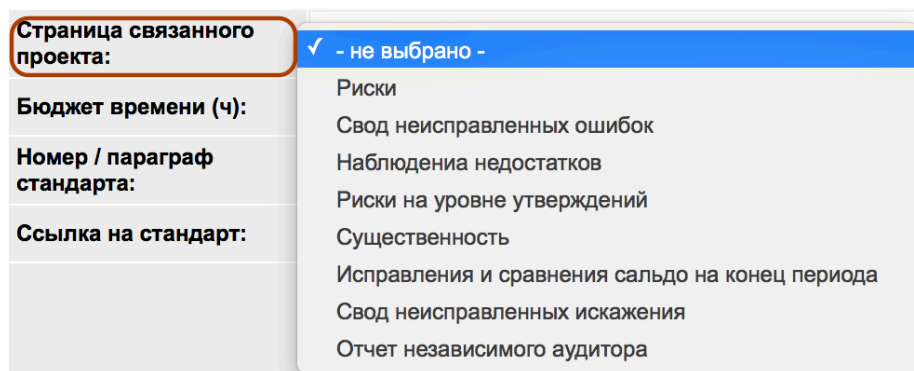 Страница связанного
проекта:
✓ - не выбрано -
Риски
Бюджет времени (ч):
Свод неисправленных ошибок
Номер / параграф
стандарта:
Наблюдениа недостатков
Риски на уровне утверждений
Ссылка на стандарт:
Существенность
Исправления и сравнения сальдо на конец периода
Свод неисправленных искажения
Отчет независимого аудитора